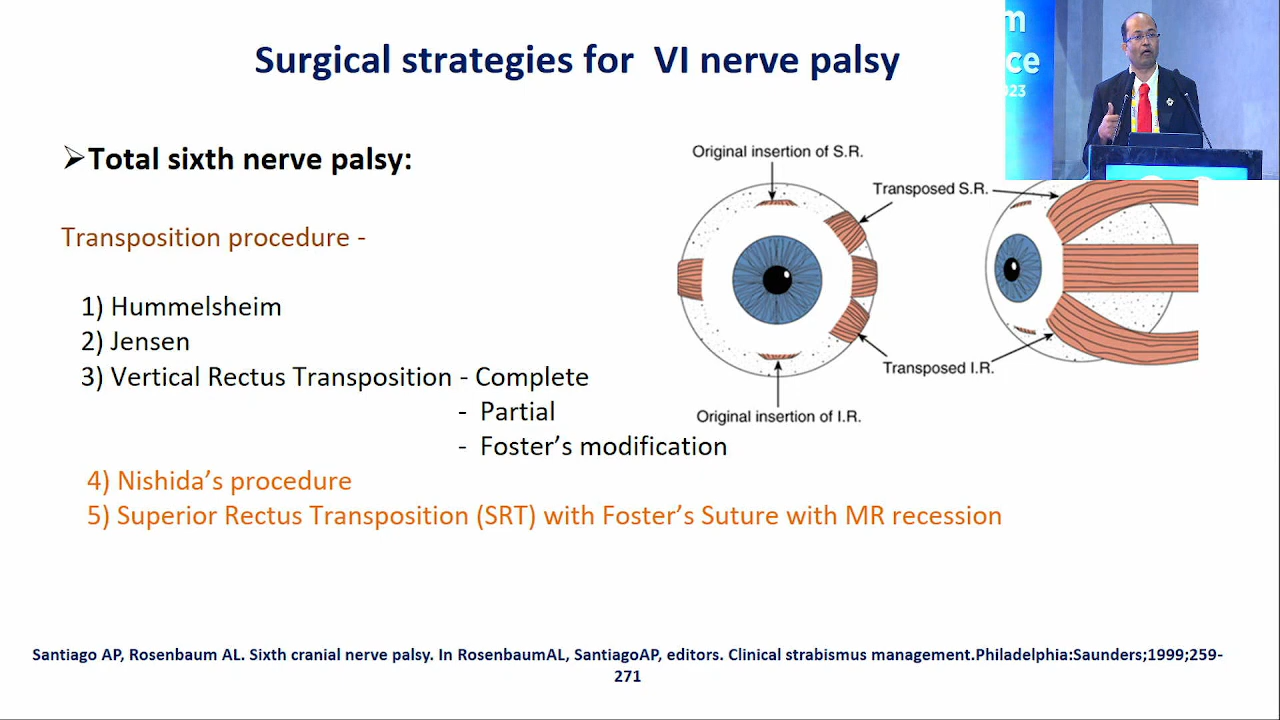 Surgical strategies for VI nerve palsy
m
ce
023
➢Total sixth nerve palsy:
Transposition procedure -
1) Hummelsheim
2) Jensen
3) Vertical Rectus Transposition - Complete
- Partial
- Foster’s modification
4) Nishida’s procedure
5) Superior Rectus Transposition (SRT) with Foster’s Suture with MR recession
Original insertion of S.R.
Transposed S.R.
Transposed I.R.
Original insertion of I.R.
Santiago AP, Rosenbaum AL. Sixth cranial nerve palsy. In RosenbaumAL, SantiagoAP, editors. Clinical strabismus management.Philadelphia:Saunders;1999;259-
271